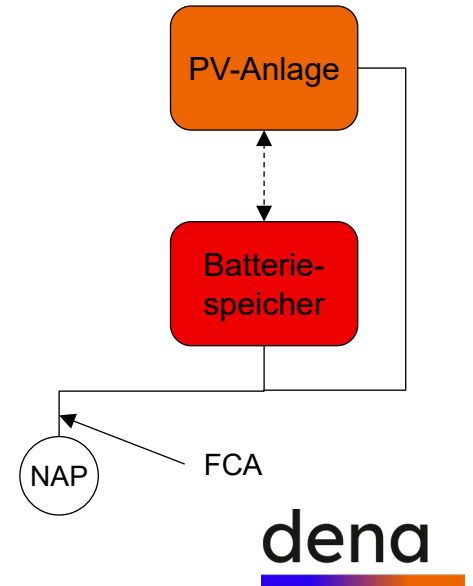 PV-Anlage
Batterie-
speicher
NAP
FCA
dena